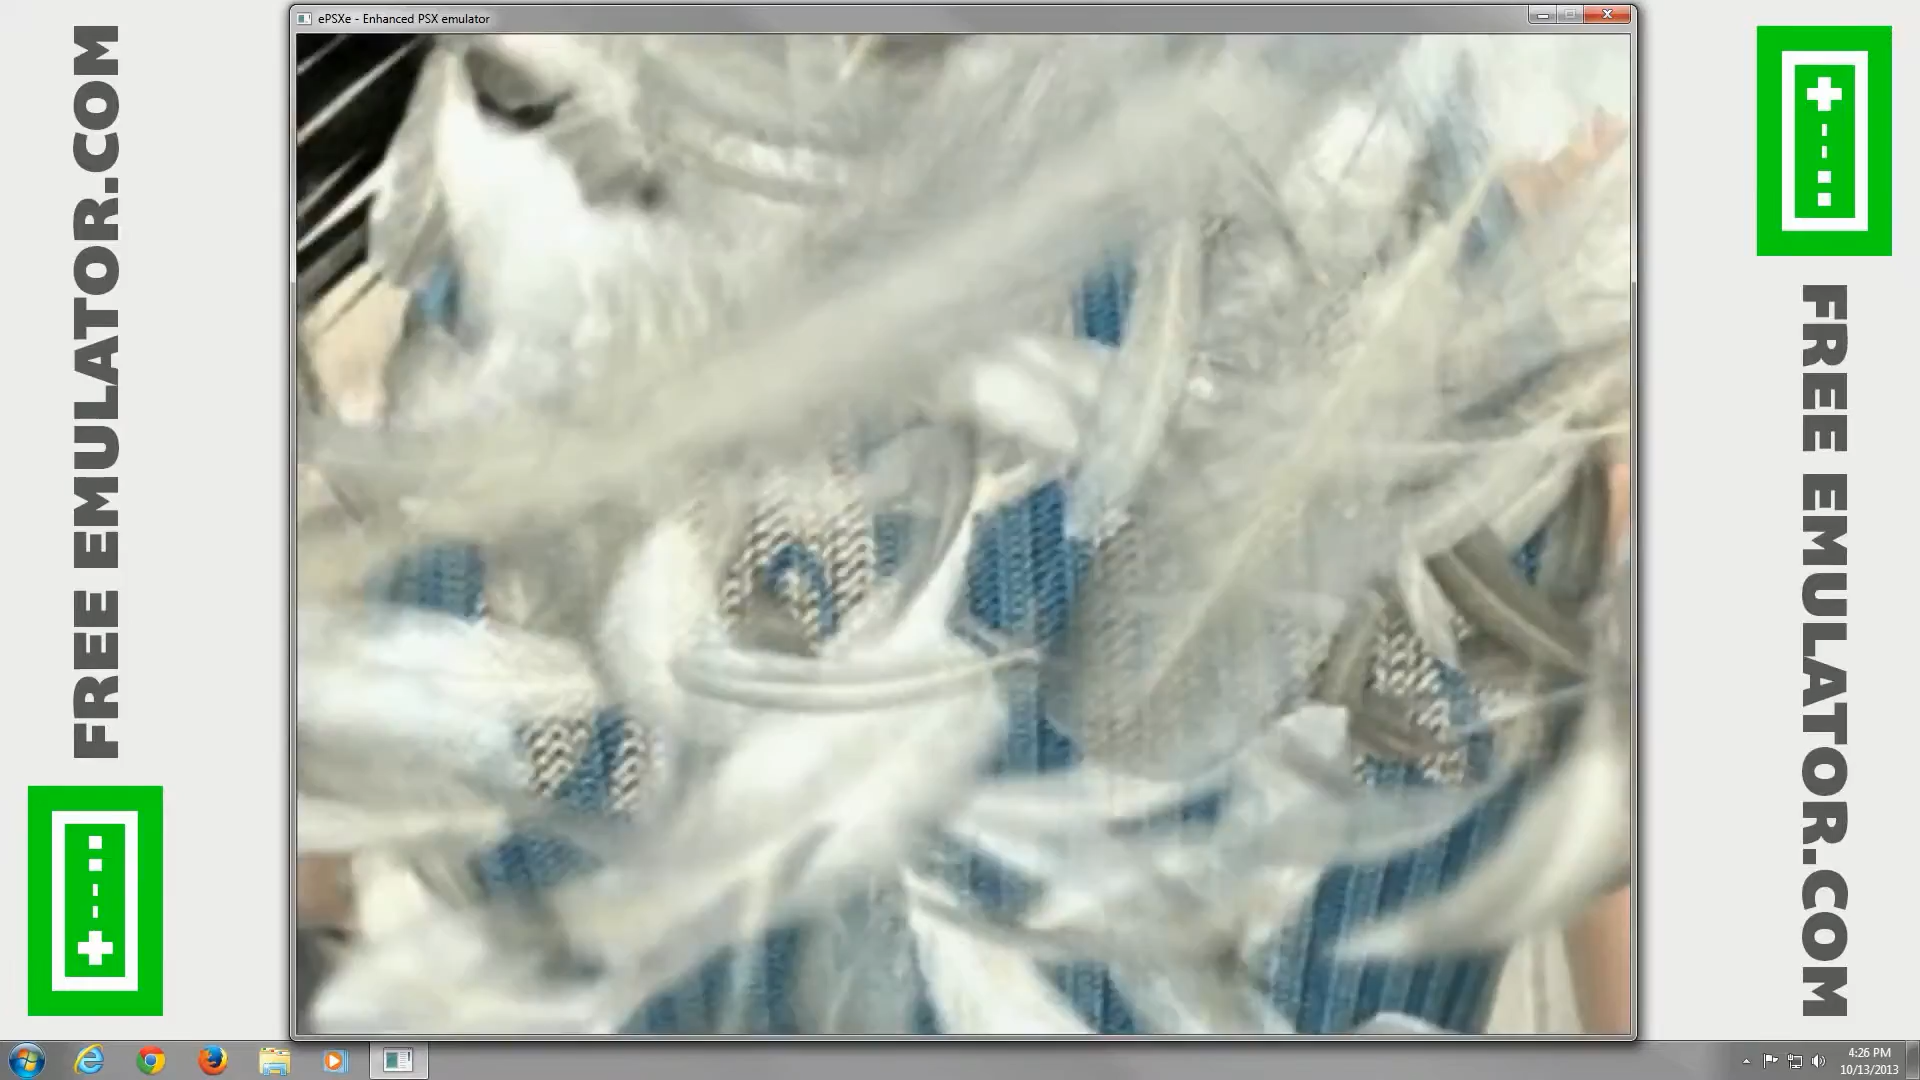 ePSXe - Enhanced PSX emulator
FREE EMULATOR.COM
FREE EMULATOR.COM
4:26 PM
10/13/2013